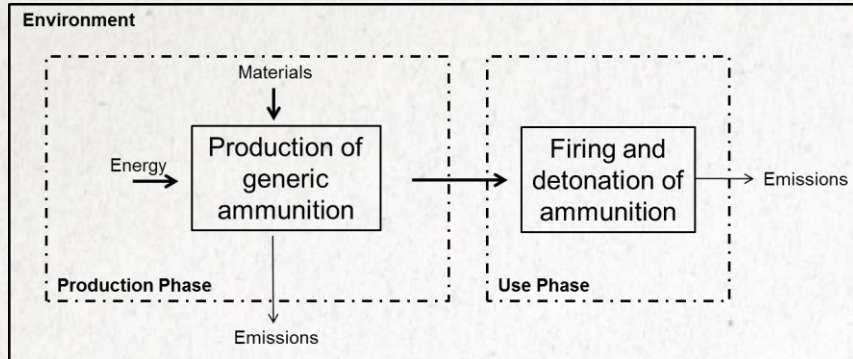 Environment
Materials
Energy
Production of
generic
ammunition
Firing and
detonation of
ammunition
Emissions
Production Phase
Use Phase
Emissions